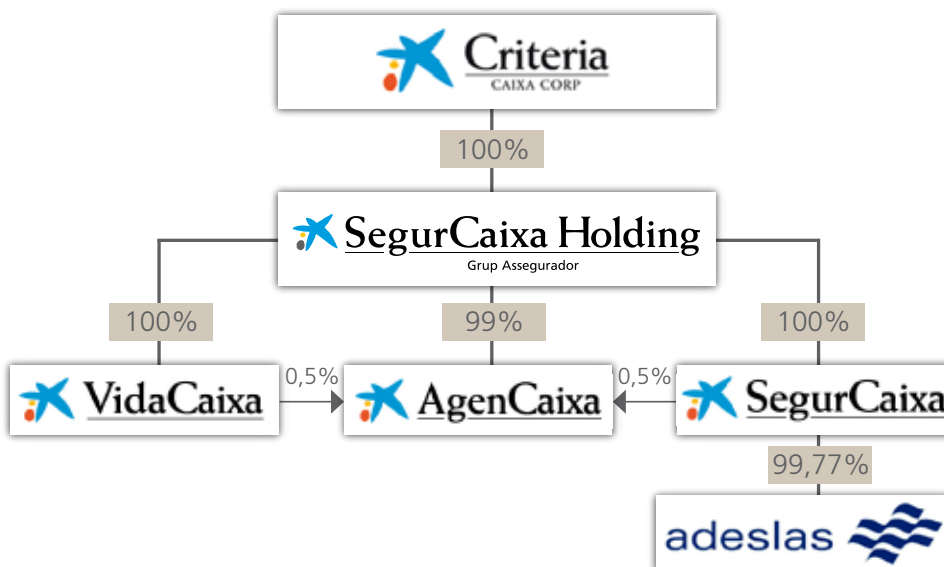 Criteria
CAIXA CORP
100%
SegurCaixa Holding
Grup Assegurador
100%
99%
100%
0,5%
0,5%
VidaCaixa
AgenCaixa
SegurCaixa
99,77%
adeslas